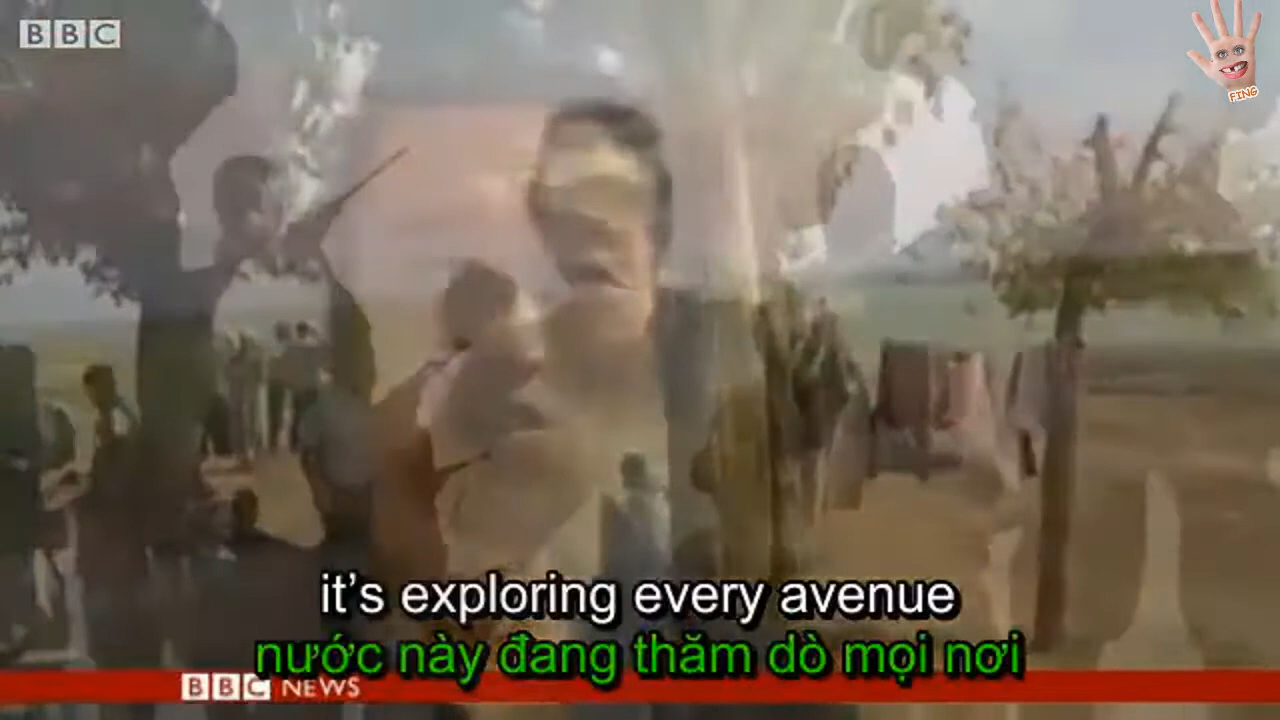 BBC
FING
it's exploring every avenue
nước này đang thăm dò mọi nơi
BBC NEWS